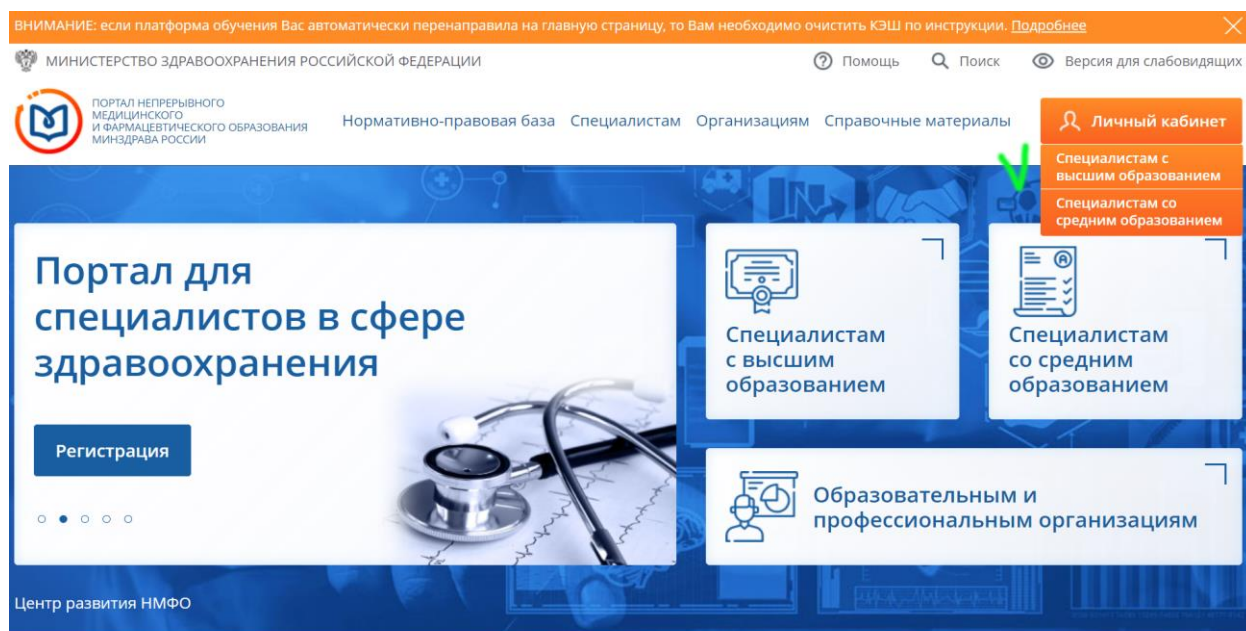 ВНИМАНИЕ: если платформа обучения Вас автоматически перенаправила на главную страницу, то Вам необходимо очистить КЭШ по инструкции. Подробнее
МИНИСТЕРСТВО ЗДРАВООХРАНЕНИЯ РОССИЙСКОЙ ФЕДЕРАЦИИ
Помощь
Поиск
Версия для слабовидящих
ПОРТАЛ НЕПРЕРЫВНОГО
МЕДИЦИНСКОГО
И ФАРМАЦЕВТИЧЕСКОГО ОБРАЗОВАНИЯ
МИНЗДРАВА РОССИИ
Нормативно-правовая база
Специалистам
Организациям
Справочные материалы
Личный кабинет
Специалистам с
высшим образованием
Специалистам со
средним образованием
Портал для
специалистов в сфере
здравоохранения
Регистрация
Специалистам
с высшим
образованием
Специалистам
со средним
образованием
Образовательным и
профессиональным организациям
Центр развития НМФО